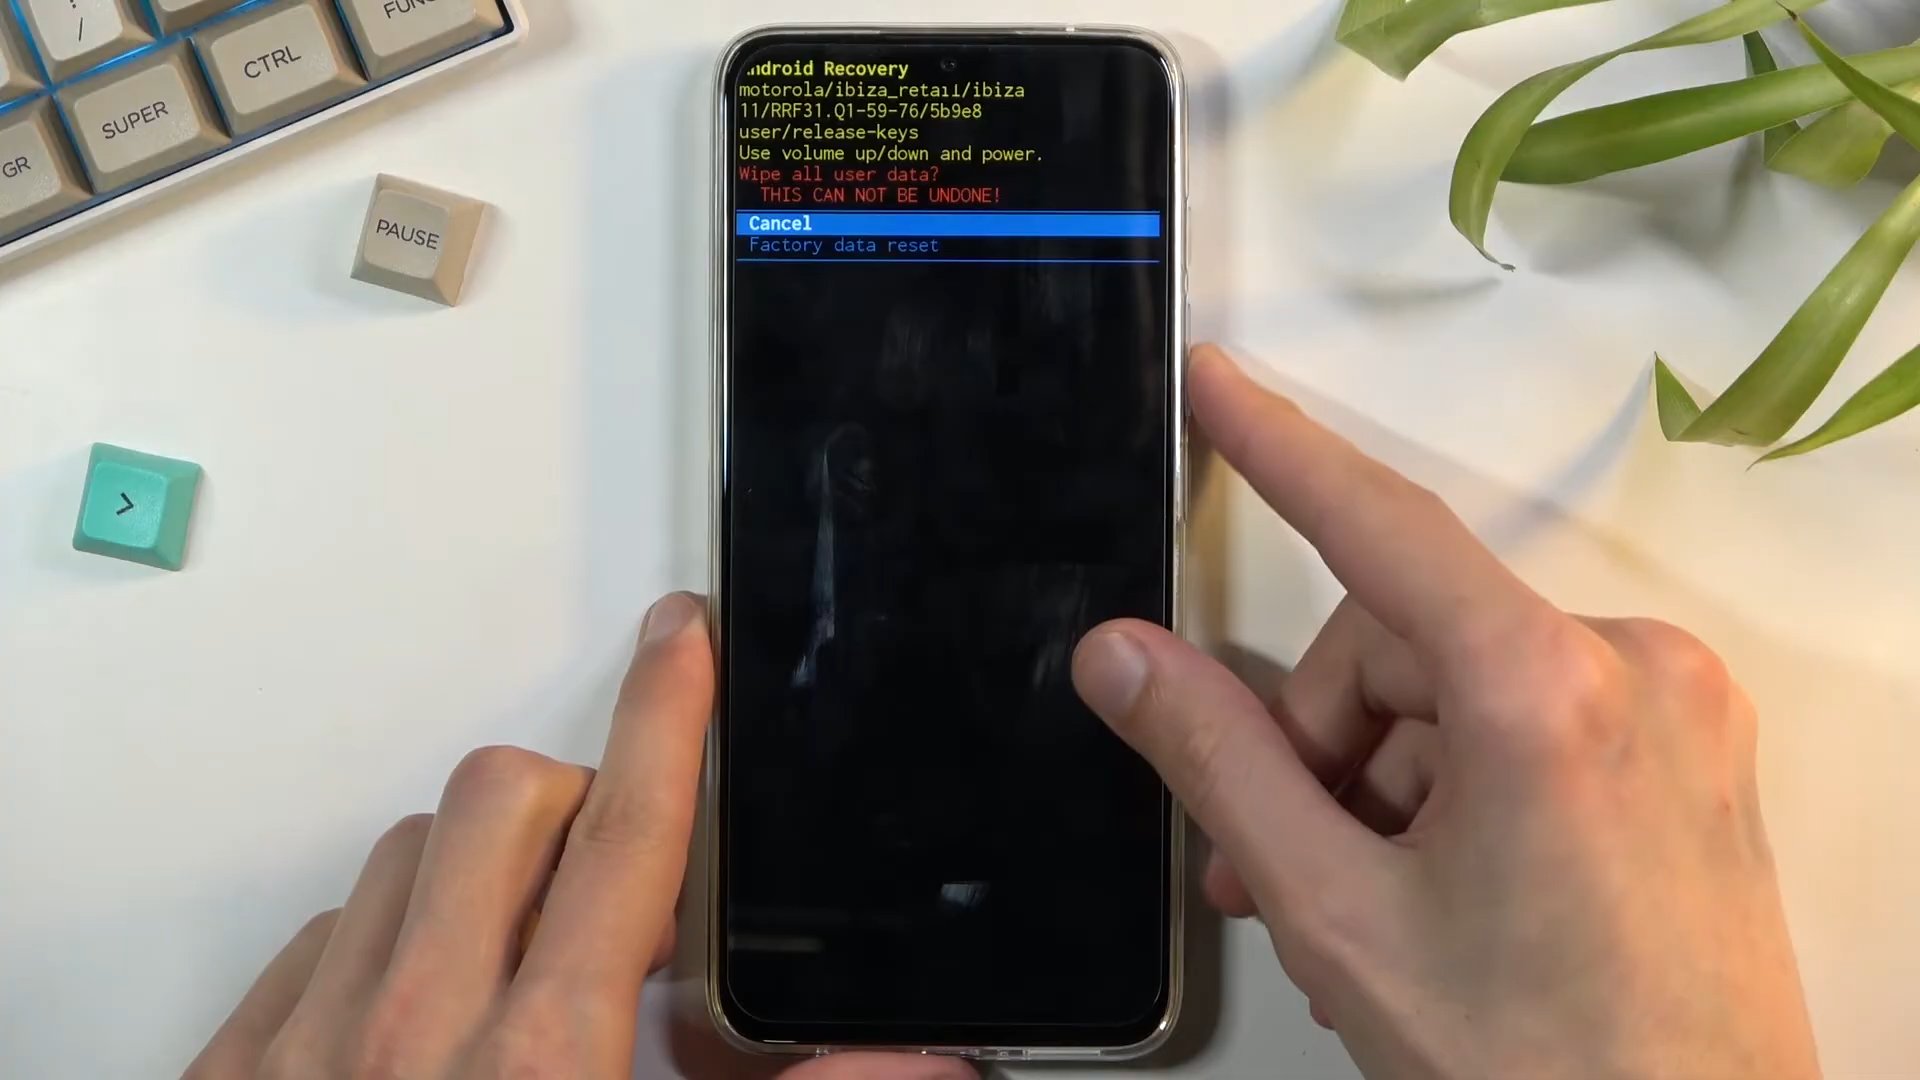 ! /
CTRL
SUPER
GR
PAUSE
>
ndroid Recovery
motorola/ibiza_retail/ibiza
11/RRF31.Q1-59-76/5b9e8
user/release-keys
Use volume up/down and power.
Wipe all user data?
THIS CAN NOT BE UNDONE!
Cancel
Factory data reset